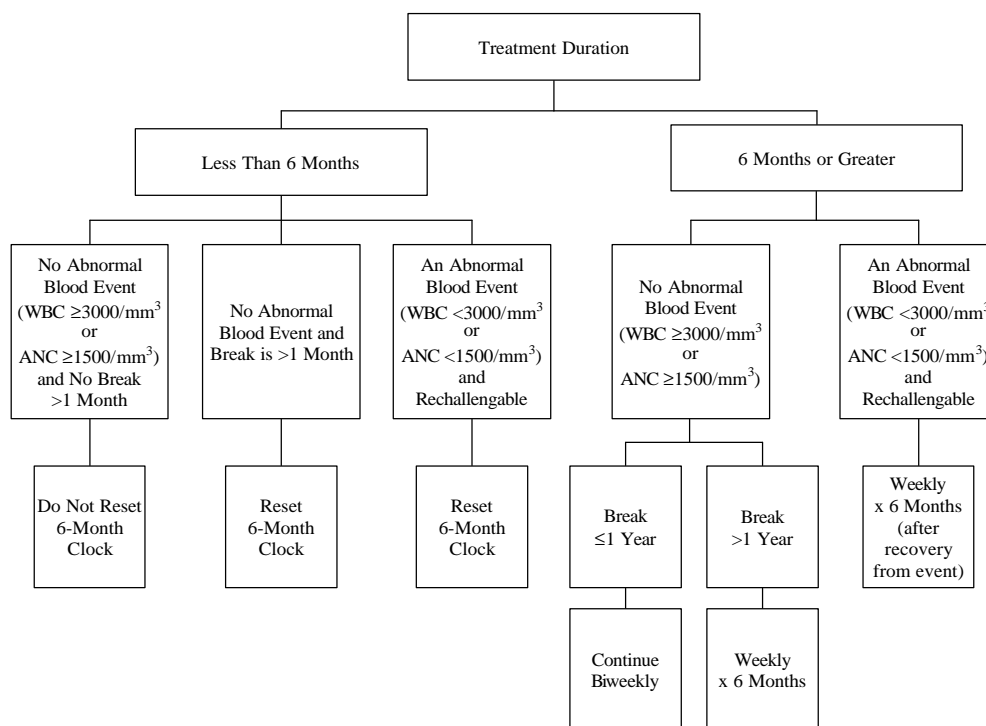 Treatment Duration
Less Than 6 Months
6 Months or Greater
No Abnormal
Blood Event
(WBC ≥3000/mm³
or
ANC ≥1500/mm³)
and No Break
>1 Month
No Abnormal
Blood Event and
Break is >1 Month
An Abnormal
Blood Event
(WBC <3000/mm³
or
ANC <1500/mm³)
and
Rechallengable
No Abnormal
Blood Event
(WBC ≥3000/mm³
or
ANC ≥1500/mm³)
An Abnormal
Blood Event
(WBC <3000/mm³
or
ANC <1500/mm³)
and
Rechallengable
Do Not Reset
6-Month
Clock
Reset
6-Month
Clock
Reset
6-Month
Clock
Break
≤1 Year
Break
>1 Year
Weekly
x 6 Months
(after
recovery
from event)
Continue
Biweekly
Weekly
x 6 Months